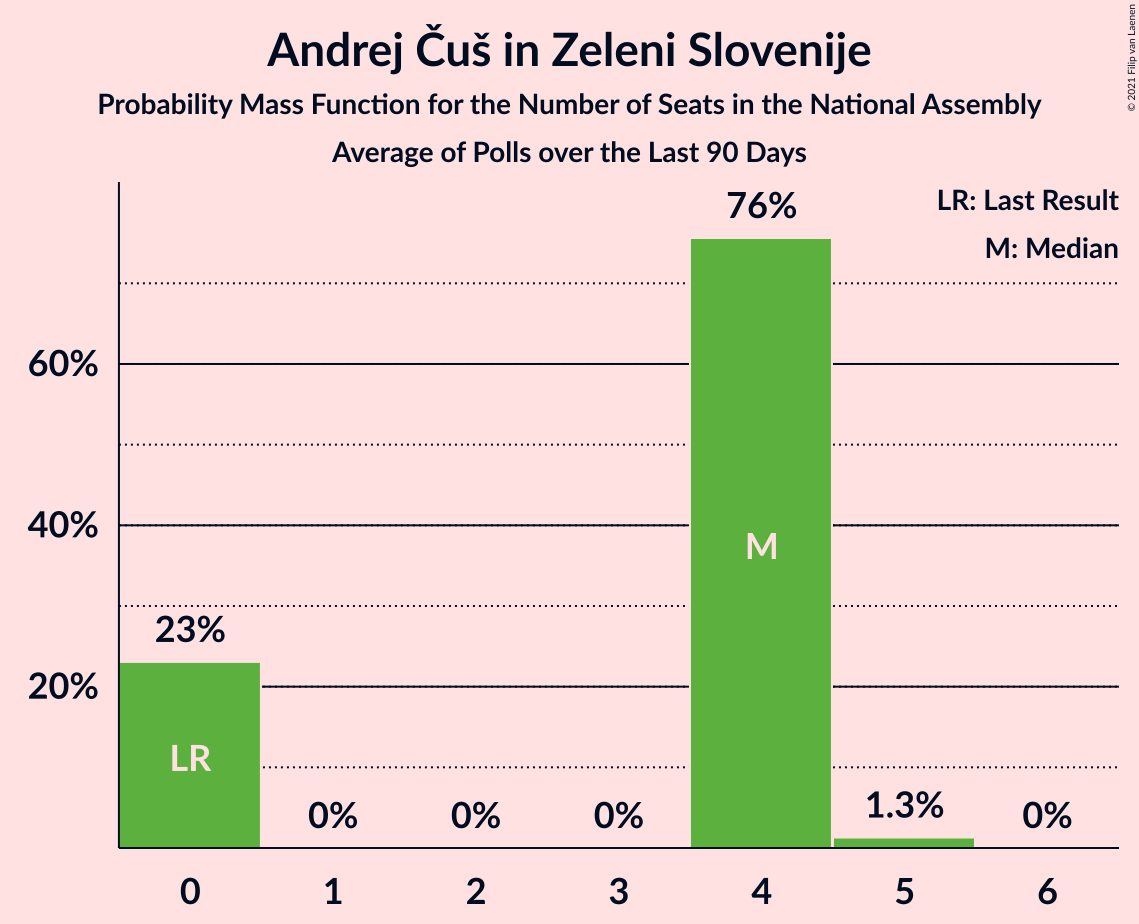 Andrej Čuš in Zeleni Slovenije
Probability Mass Function for the Number of Seats in the National Assembly
Average of Polls over the Last 90 Days
© 2021 Filip van Laenen
LR: Last Result
M: Median
76%
60%
40%
M
23%
20%
LR
0%
0%
0%
1.3%
0%
0 1 2 3 4 5 6